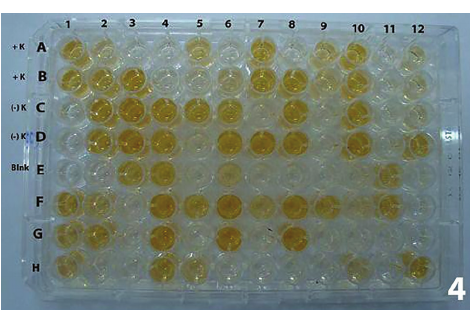 1 2 3 4 5 6 7 8 9 10 11 12
+ K A
+ K B
(-) K C
(-) K D
Blnk E
F
G
H
4